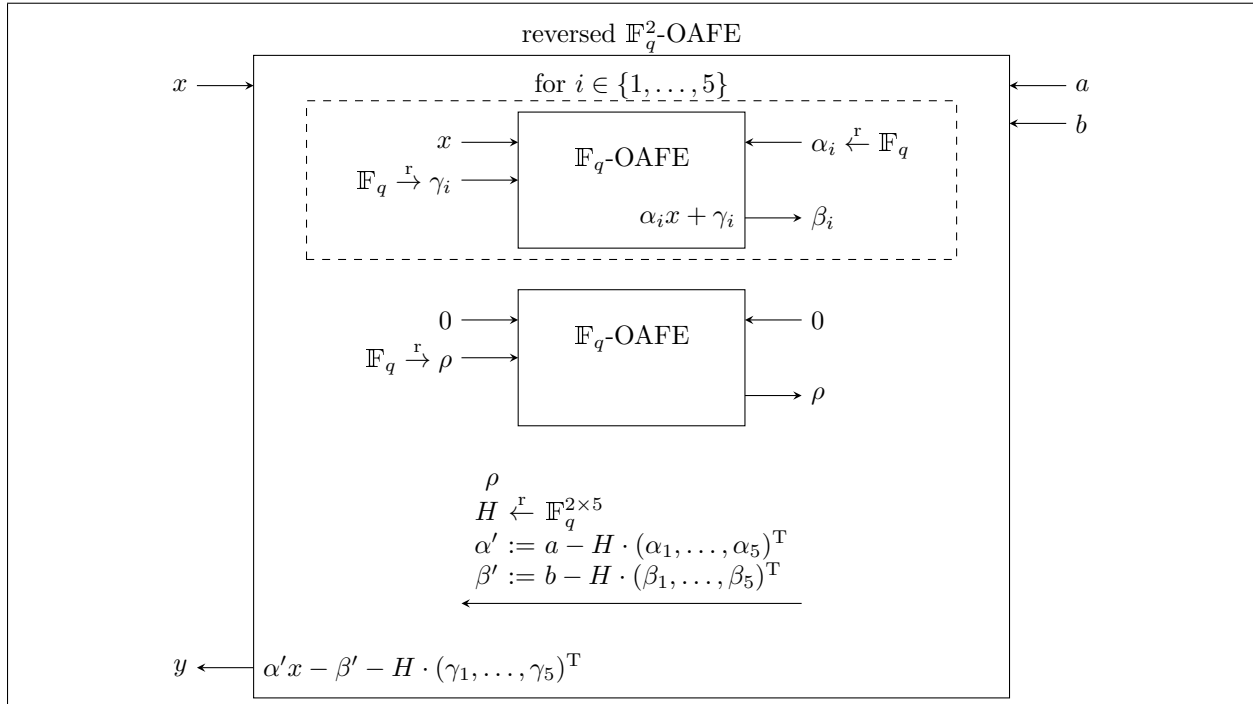 reversed 𝔽_q^2-OAFE
x
for i ∈ {1, . . . , 5}
a
b
x
𝔽_q-OAFE
α_i ←^r 𝔽_q
𝔽_q →^r γ_i
α_i x + γ_i
β_i
0
𝔽_q-OAFE
0
𝔽_q →^r ρ
ρ
ρ
H ←^r 𝔽_q^{2×5}
α′ := a − H · (α_1, . . . , α_5)^T
β′ := b − H · (β_1, . . . , β_5)^T
y
α′x − β′ − H · (γ_1, . . . , γ_5)^T